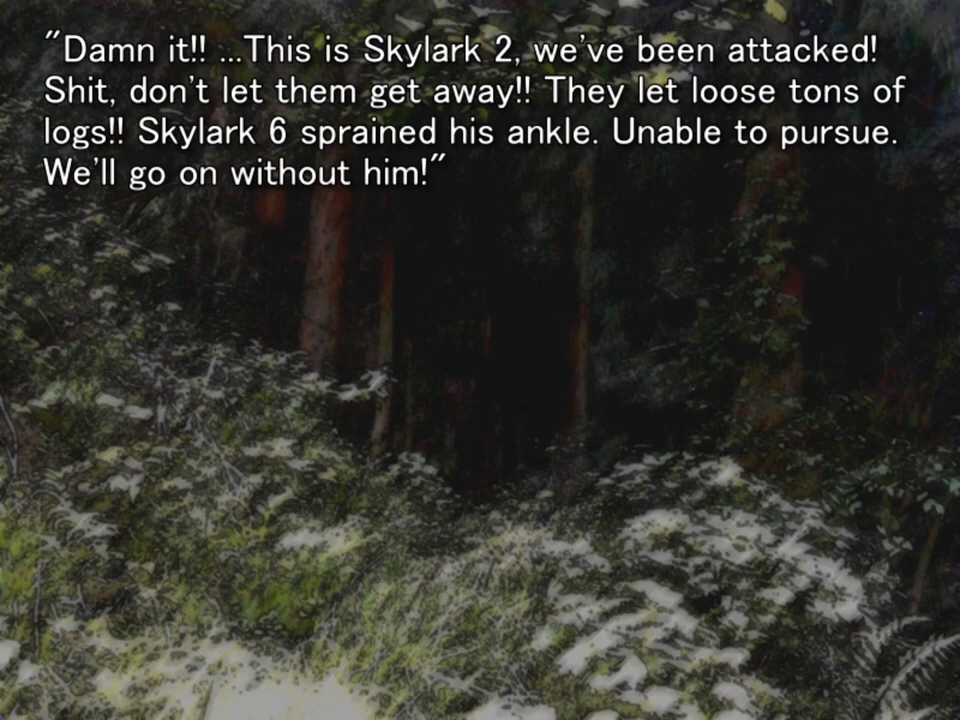 "Damn it!! ...This is Skylark 2, we've been attacked!
Shit, don't let them get away!! They let loose tons of
logs!! Skylark 6 sprained his ankle. Unable to pursue.
We'll go on without him!"